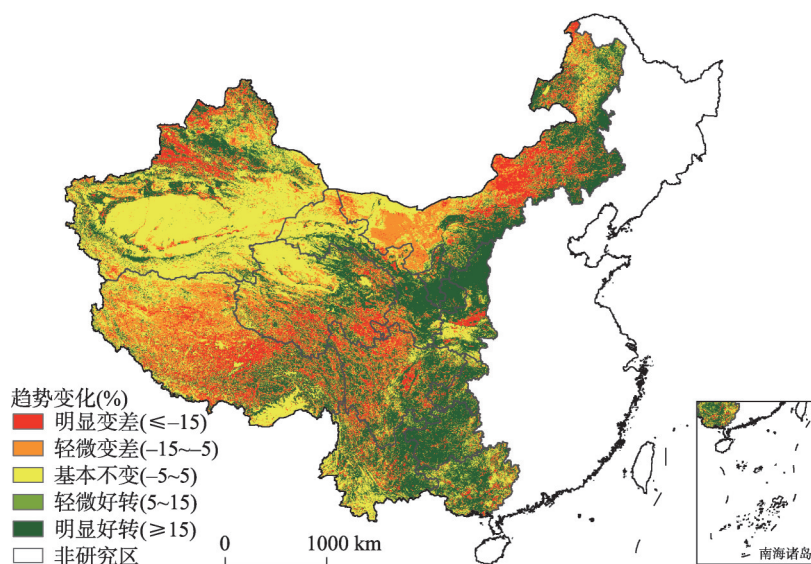 趋势变化(%)
明显变差(≤–15)
轻微变差(–15~–5)
基本不变(–5~5)
轻微好转(5~15)
明显好转(≥15)
非研究区
0 1000 km
南海诸岛